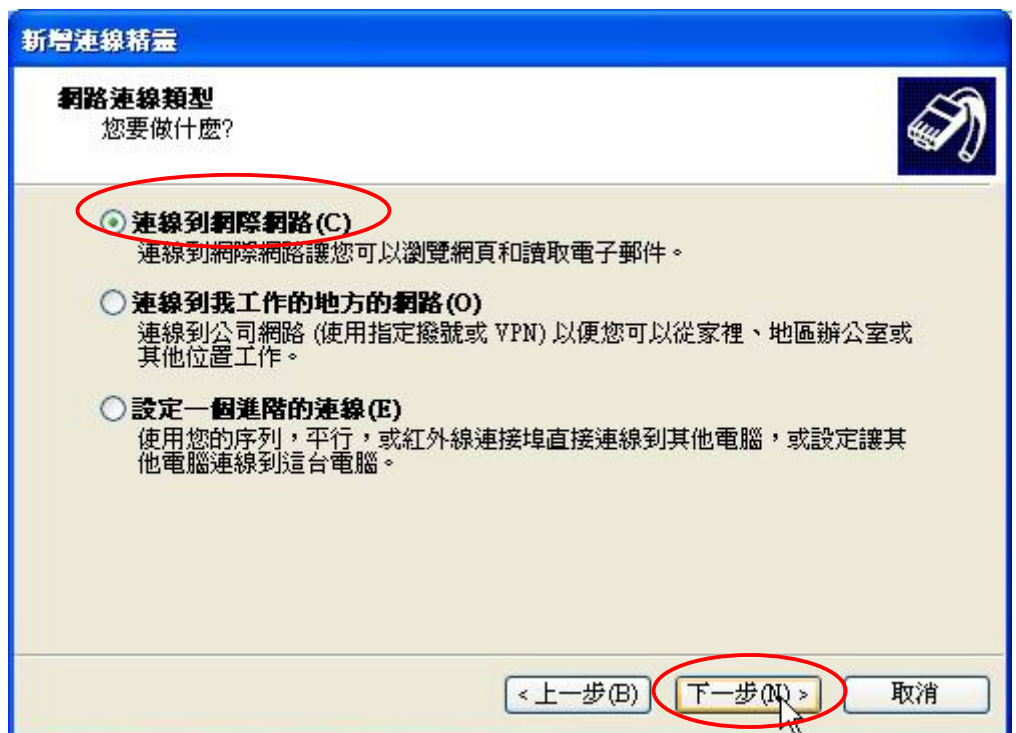 新增連線精靈
網路連線類型
您要做什麼?
連線到網際網路(C)
連線到網際網路讓您可以瀏覽網頁和讀取電子郵件。
連線到我工作的地方的網路(O)
連線到公司網路 (使用指定撥號或 VPN) 以便您可以從家裡、地區辦公室或
其他位置工作。
設定一個進階的連線(E)
使用您的序列，平行，或紅外線連接埠直接連線到其他電腦，或設定讓其
他電腦連線到這台電腦。
<上一步(B) 下一步(N)> 取消